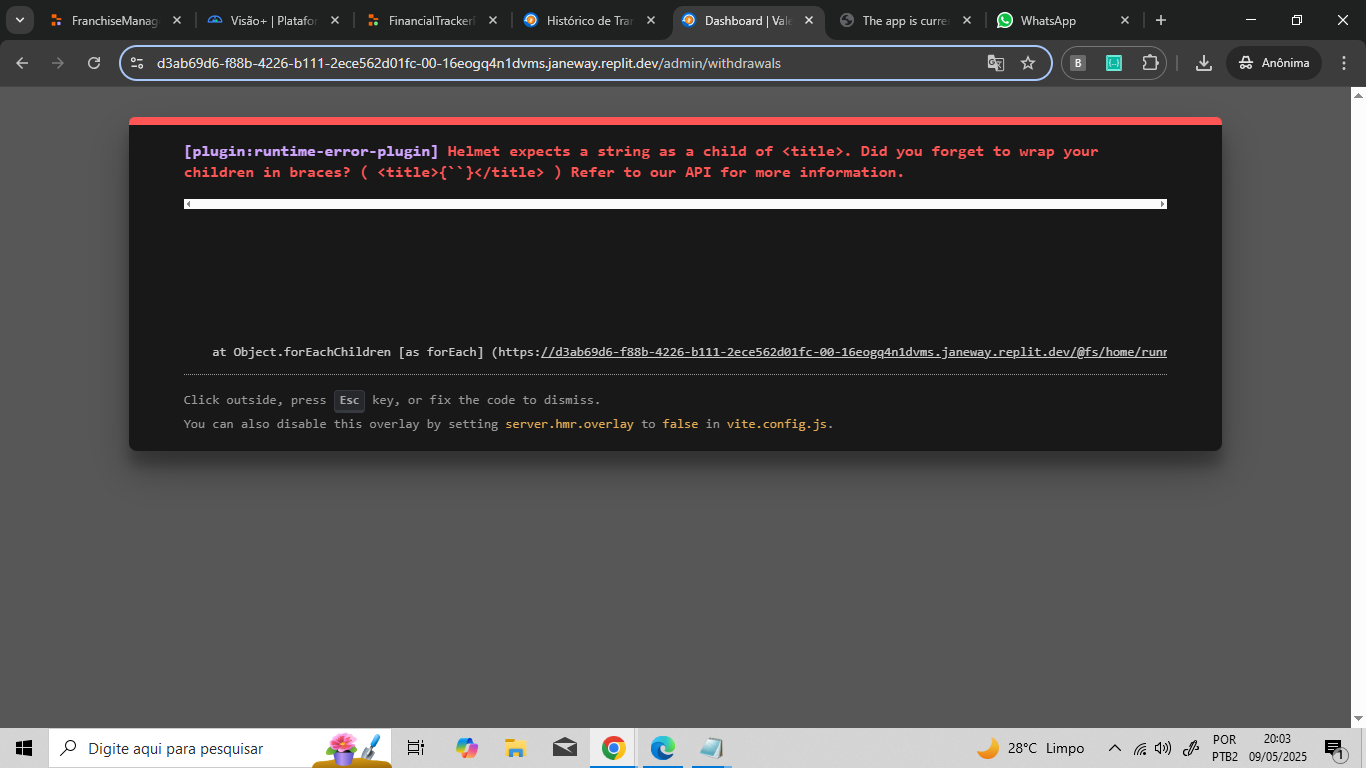 FranchiseManag
Visão+ | Platafor
FinancialTrackerI
Histórico de Tran
Dashboard | Vale
The app is curren
WhatsApp
d3ab69d6-f88b-4226-b111-2ece562d01fc-00-16eogq4n1dvms.janeway.replit.dev/admin/withdrawals
B
{..}
Anônima
[plugin:runtime-error-plugin] Helmet expects a string as a child of <title>. Did you forget to wrap your
children in braces? ( <title>{``}</title> ) Refer to our API for more information.
at Object.forEachChildren [as forEach] (https://d3ab69d6-f88b-4226-b111-2ece562d01fc-00-16eogq4n1dvms.janeway.replit.dev/@fs/home/runr
Click outside, press Esc key, or fix the code to dismiss.
You can also disable this overlay by setting server.hmr.overlay to false in vite.config.js.
Digite aqui para pesquisar
28°C Limpo
POR
PTB2
20:03
09/05/2025
1